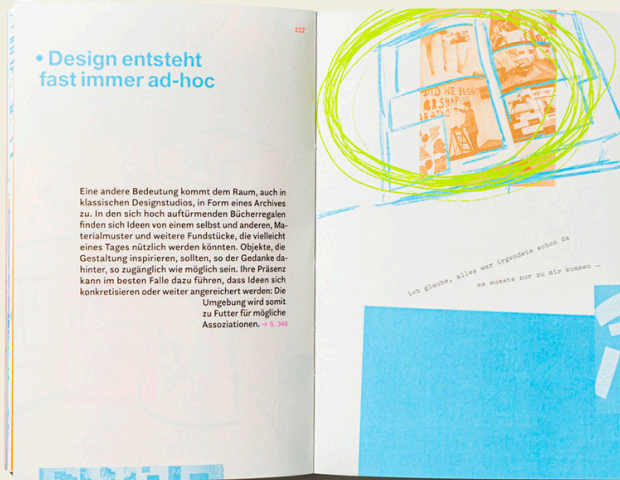 222
• Design entsteht
fast immer ad-hoc
Eine andere Bedeutung kommt dem Raum, auch in
klassischen Designstudios, in Form eines Archives
zu. In den sich hoch auftürmenden Bücherregalen
finden sich Ideen von einem selbst und anderen, Ma-
terialmuster und weitere Fundstücke, die vielleicht
eines Tages nützlich werden könnten. Objekte, die
Gestaltung inspirieren, sollten, so der Gedanke da-
hinter, so zugänglich wie möglich sein. Ihre Präsenz
kann im besten Falle dazu führen, dass Ideen sich
konkretisieren oder weiter angereichert werden: Die
Umgebung wird somit
zu Futter für mögliche
Assoziationen. → S. 348
DID WE BEGIN
ich glaube, alles war irgendwie schon da
es musste nur zu mir kommen …